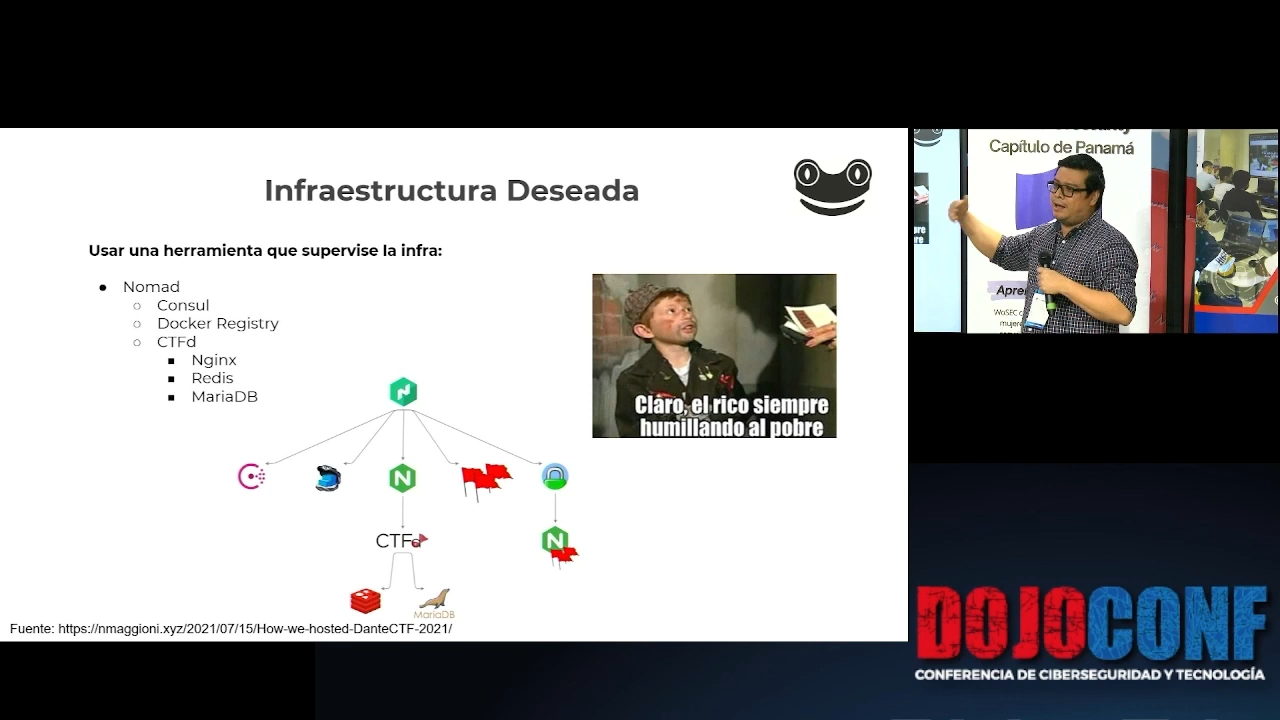 Infraestructura Deseada
Usar una herramienta que supervise la infra:
● Nomad
○ Consul
○ Docker Registry
○ CTFd
■ Nginx
■ Redis
■ MariaDB
Claro, el rico siempre
humillando al pobre
CTFd
MariaDB
Fuente: https://nmaggioni.xyz/2021/07/15/How-we-hosted-DanteCTF-2021/
Capítulo de Panamá
DOJOCONF
CONFERENCIA DE CIBERSEGURIDAD Y TECNOLOGÍA